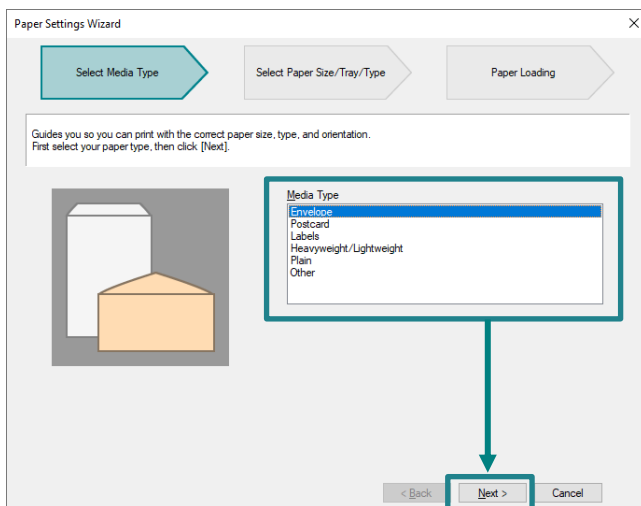 Paper Settings Wizard
Select Media Type
Select Paper Size/Tray/Type
Paper Loading
Guides you so you can print with the correct paper size, type, and orientation.
First select your paper type, then click [Next].
Media Type
Envelope
Postcard
Labels
Heavyweight/Lightweight
Plain
Other
< Back
Next >
Cancel